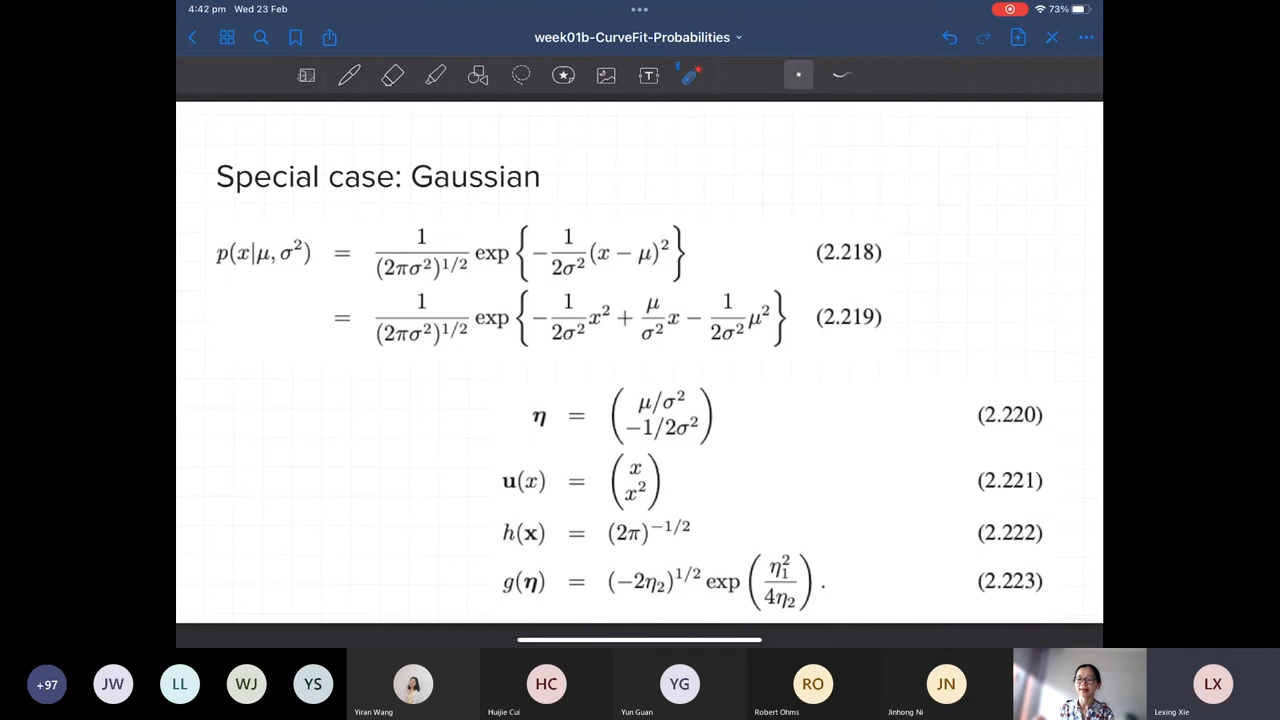 4:42 pm Wed 23 Feb
73%
week01b-CurveFit-Probabilities
T
Special case: Gaussian
p(x|μ, σ²) = 1/(2πσ²)^{1/2} exp{−1/(2σ²) (x − μ)²} (2.218)
= 1/(2πσ²)^{1/2} exp{−1/(2σ²) x² + μ/σ² x − 1/(2σ²) μ²} (2.219)
η = (μ/σ² −1/2σ²) (2.220)
u(x) = (x x²) (2.221)
h(x) = (2π)^{−1/2} (2.222)
g(η) = (−2η₂)^{1/2} exp(η₁²/4η₂). (2.223)
+97 JW LL WJ YS HC YG RO JN LX
Yiran Wang Huijie Cui Yun Guan Robert Ohms Jinhong Ni Lexing Xie